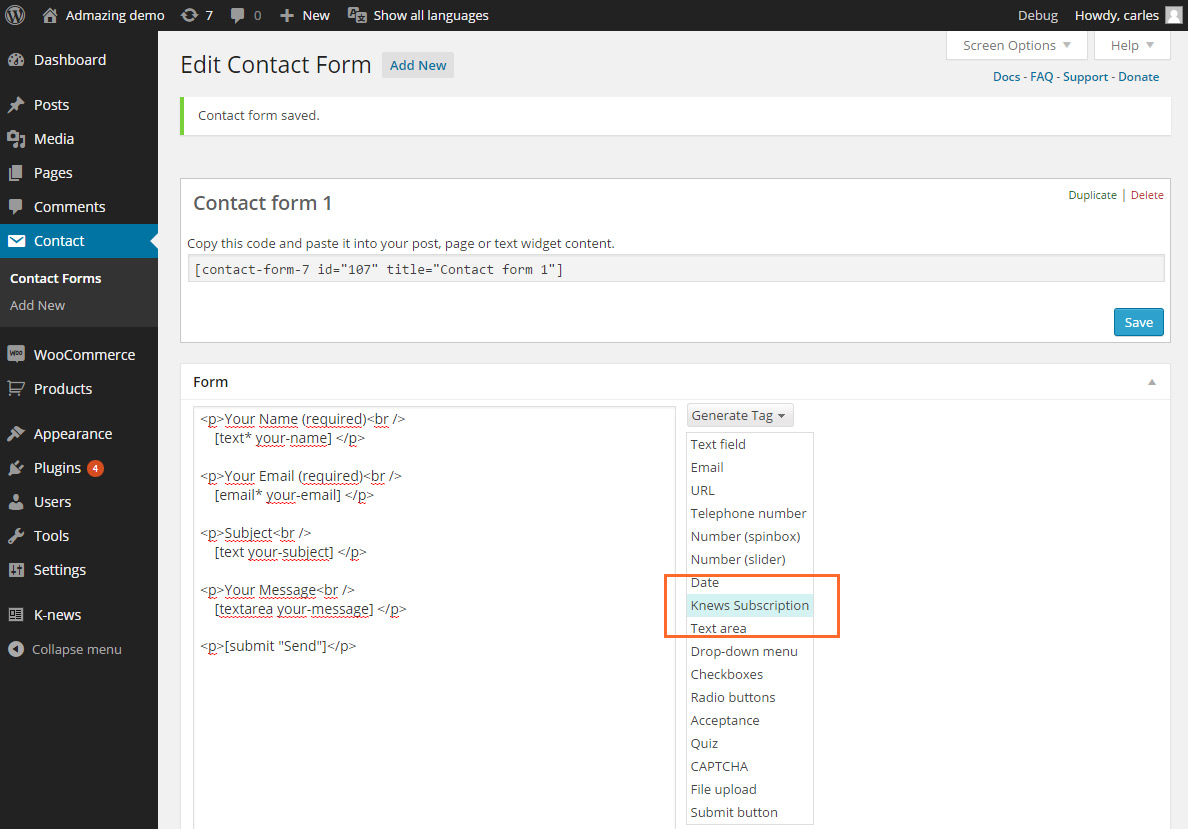 Admazing demo 7 0 New Show all languages Debug Howdy, carles
Screen Options Help
Docs - FAQ - Support - Donate
Dashboard
Posts
Media
Pages
Comments
Contact
Contact Forms
Add New
WOO WooCommerce
Products
Appearance
Plugins 4
Users
Tools
Settings
K-news
Collapse menu
Edit Contact Form Add New
Contact form saved.
Contact form 1
Duplicate | Delete
Copy this code and paste it into your post, page or text widget content.
[contact-form-7 id="107" title="Contact form 1"]
Save
Form
<p>Your Name (required)<br />
[text* your-name] </p>
<p>Your Email (required)<br />
[email* your-email] </p>
<p>Subject<br />
[text your-subject] </p>
<p>Your Message<br />
[textarea your-message] </p>
<p>[submit "Send"]</p>
Generate Tag
Text field
Email
URL
Telephone number
Number (spinbox)
Number (slider)
Date
Knews Subscription
Text area
Drop-down menu
Checkboxes
Radio buttons
Acceptance
Quiz
CAPTCHA
File upload
Submit button